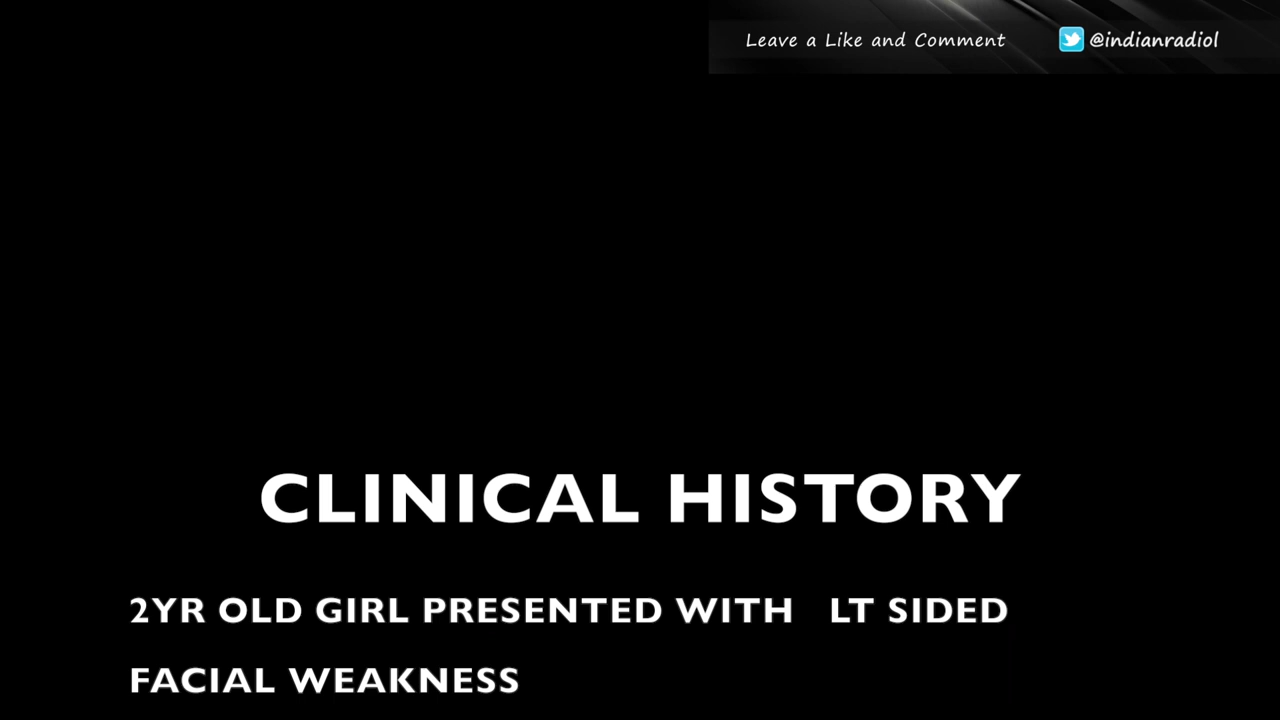 Leave a Like and Comment @indianradiol
CLINICAL HISTORY
2YR OLD GIRL PRESENTED WITH LT SIDED
FACIAL WEAKNESS